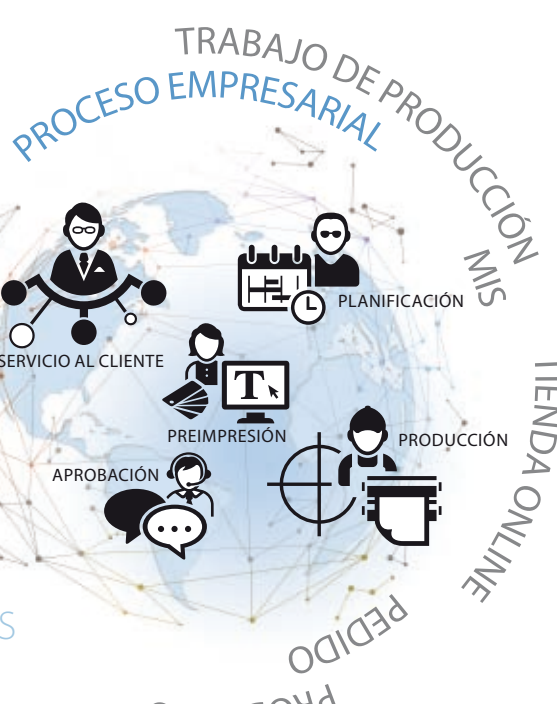 TRABAJO DE PRODUCCIÓN
PROCESO EMPRESARIAL
MIS
PLANIFICACIÓN
SERVICIO AL CLIENTE
TIENDA ONLINE
T
PREIMPRESIÓN
PRODUCCIÓN
APROBACIÓN
S
PEDIDO